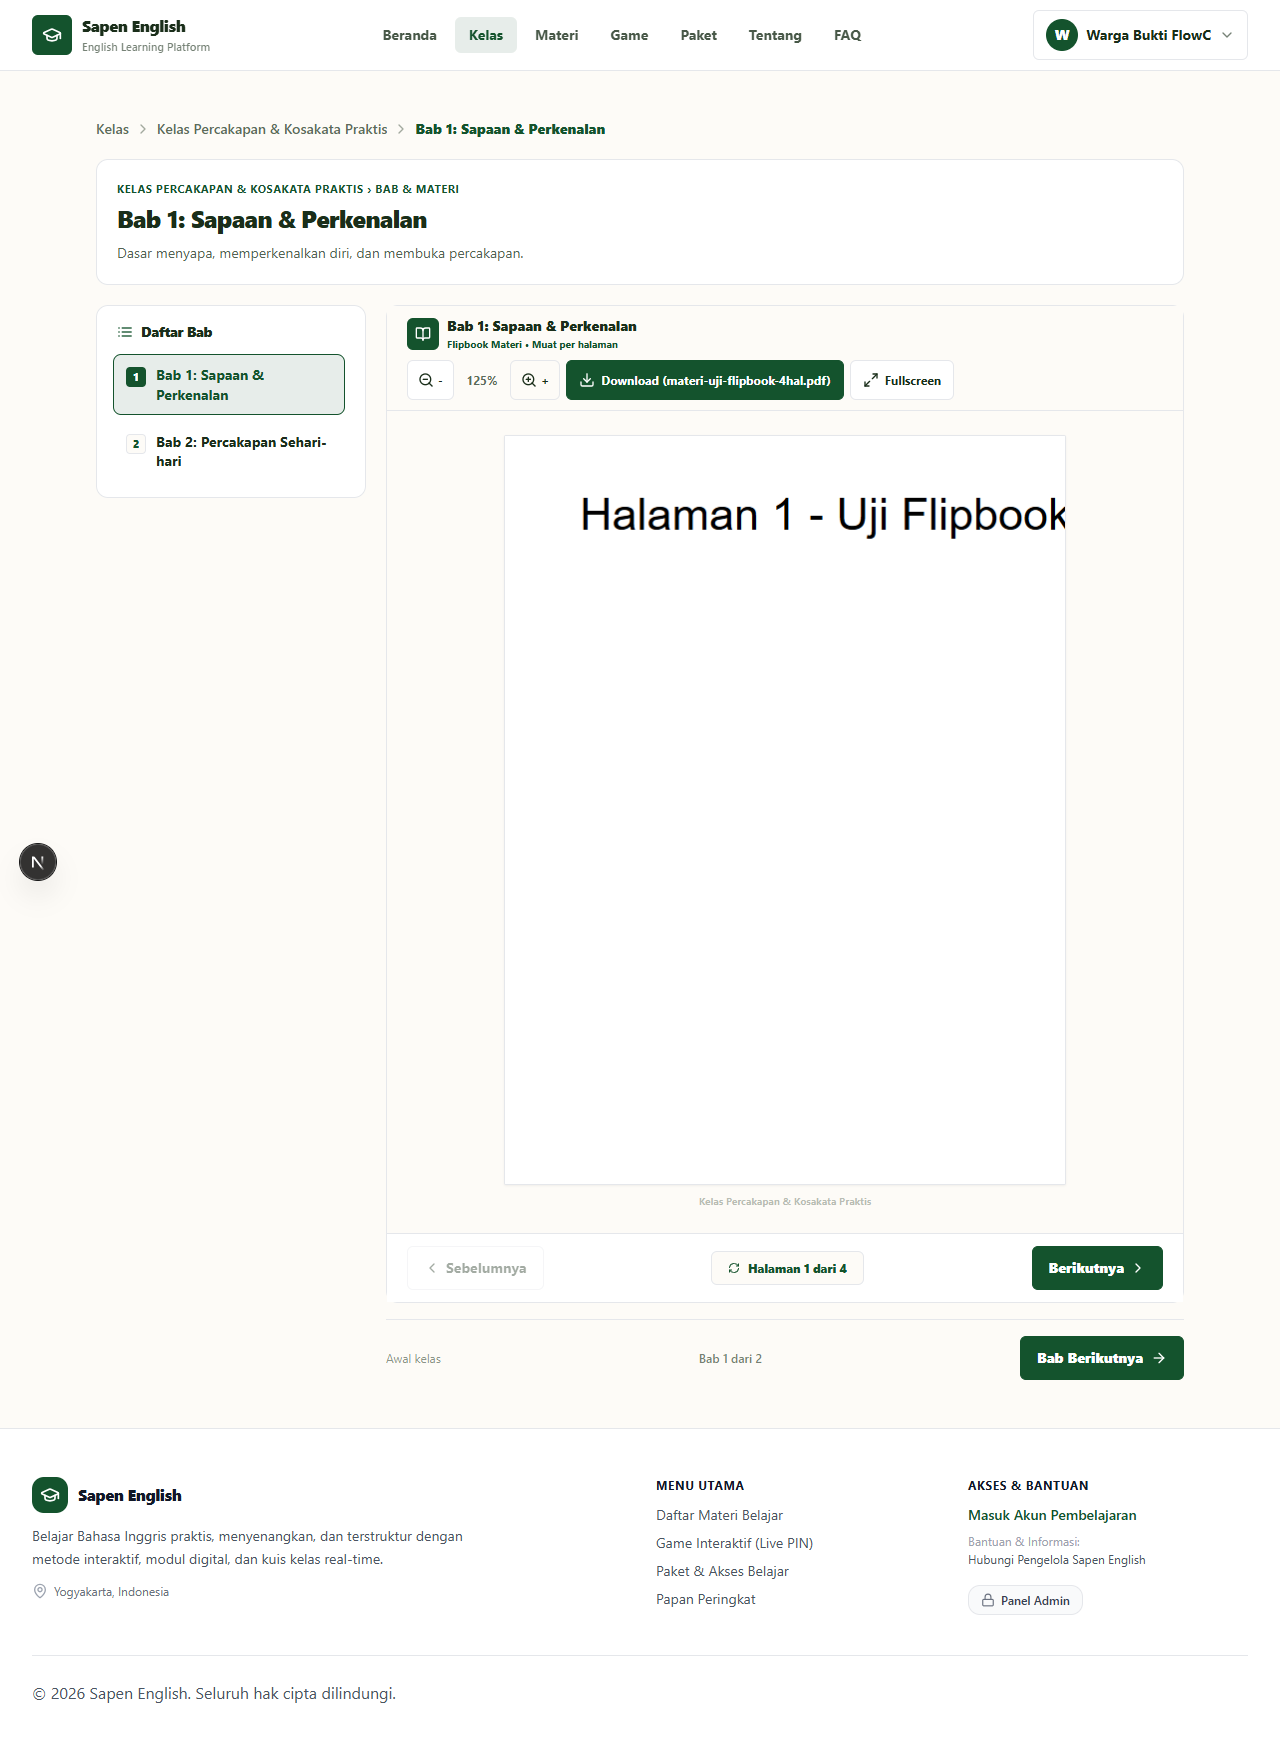 Sapen English
English Learning Platform
Beranda
Kelas
Materi
Game
Paket
Tentang
FAQ
W
Warga Bukti FlowC
Kelas
Kelas Percakapan & Kosakata Praktis
Bab 1: Sapaan & Perkenalan
KELAS PERCAKAPAN & KOSAKATA PRAKTIS › BAB & MATERI
Bab 1: Sapaan & Perkenalan
Dasar menyapa, memperkenalkan diri, dan membuka percakapan.
Daftar Bab
1
Bab 1: Sapaan &
Perkenalan
2
Bab 2: Percakapan Sehari-
hari
Bab 1: Sapaan & Perkenalan
Flipbook Materi • Muat per halaman
-
125%
+
Download (materi-uji-flipbook-4hal.pdf)
Fullscreen
Halaman 1 - Uji Flipbook
Kelas Percakapan & Kosakata Praktis
Sebelumnya
Halaman 1 dari 4
Berikutnya
Awal kelas
Bab 1 dari 2
Bab Berikutnya
N
Sapen English
Belajar Bahasa Inggris praktis, menyenangkan, dan terstruktur dengan
metode interaktif, modul digital, dan kuis kelas real-time.
Yogyakarta, Indonesia
MENU UTAMA
Daftar Materi Belajar
Game Interaktif (Live PIN)
Paket & Akses Belajar
Papan Peringkat
AKSES & BANTUAN
Masuk Akun Pembelajaran
Bantuan & Informasi:
Hubungi Pengelola Sapen English
Panel Admin
© 2026 Sapen English. Seluruh hak cipta dilindungi.